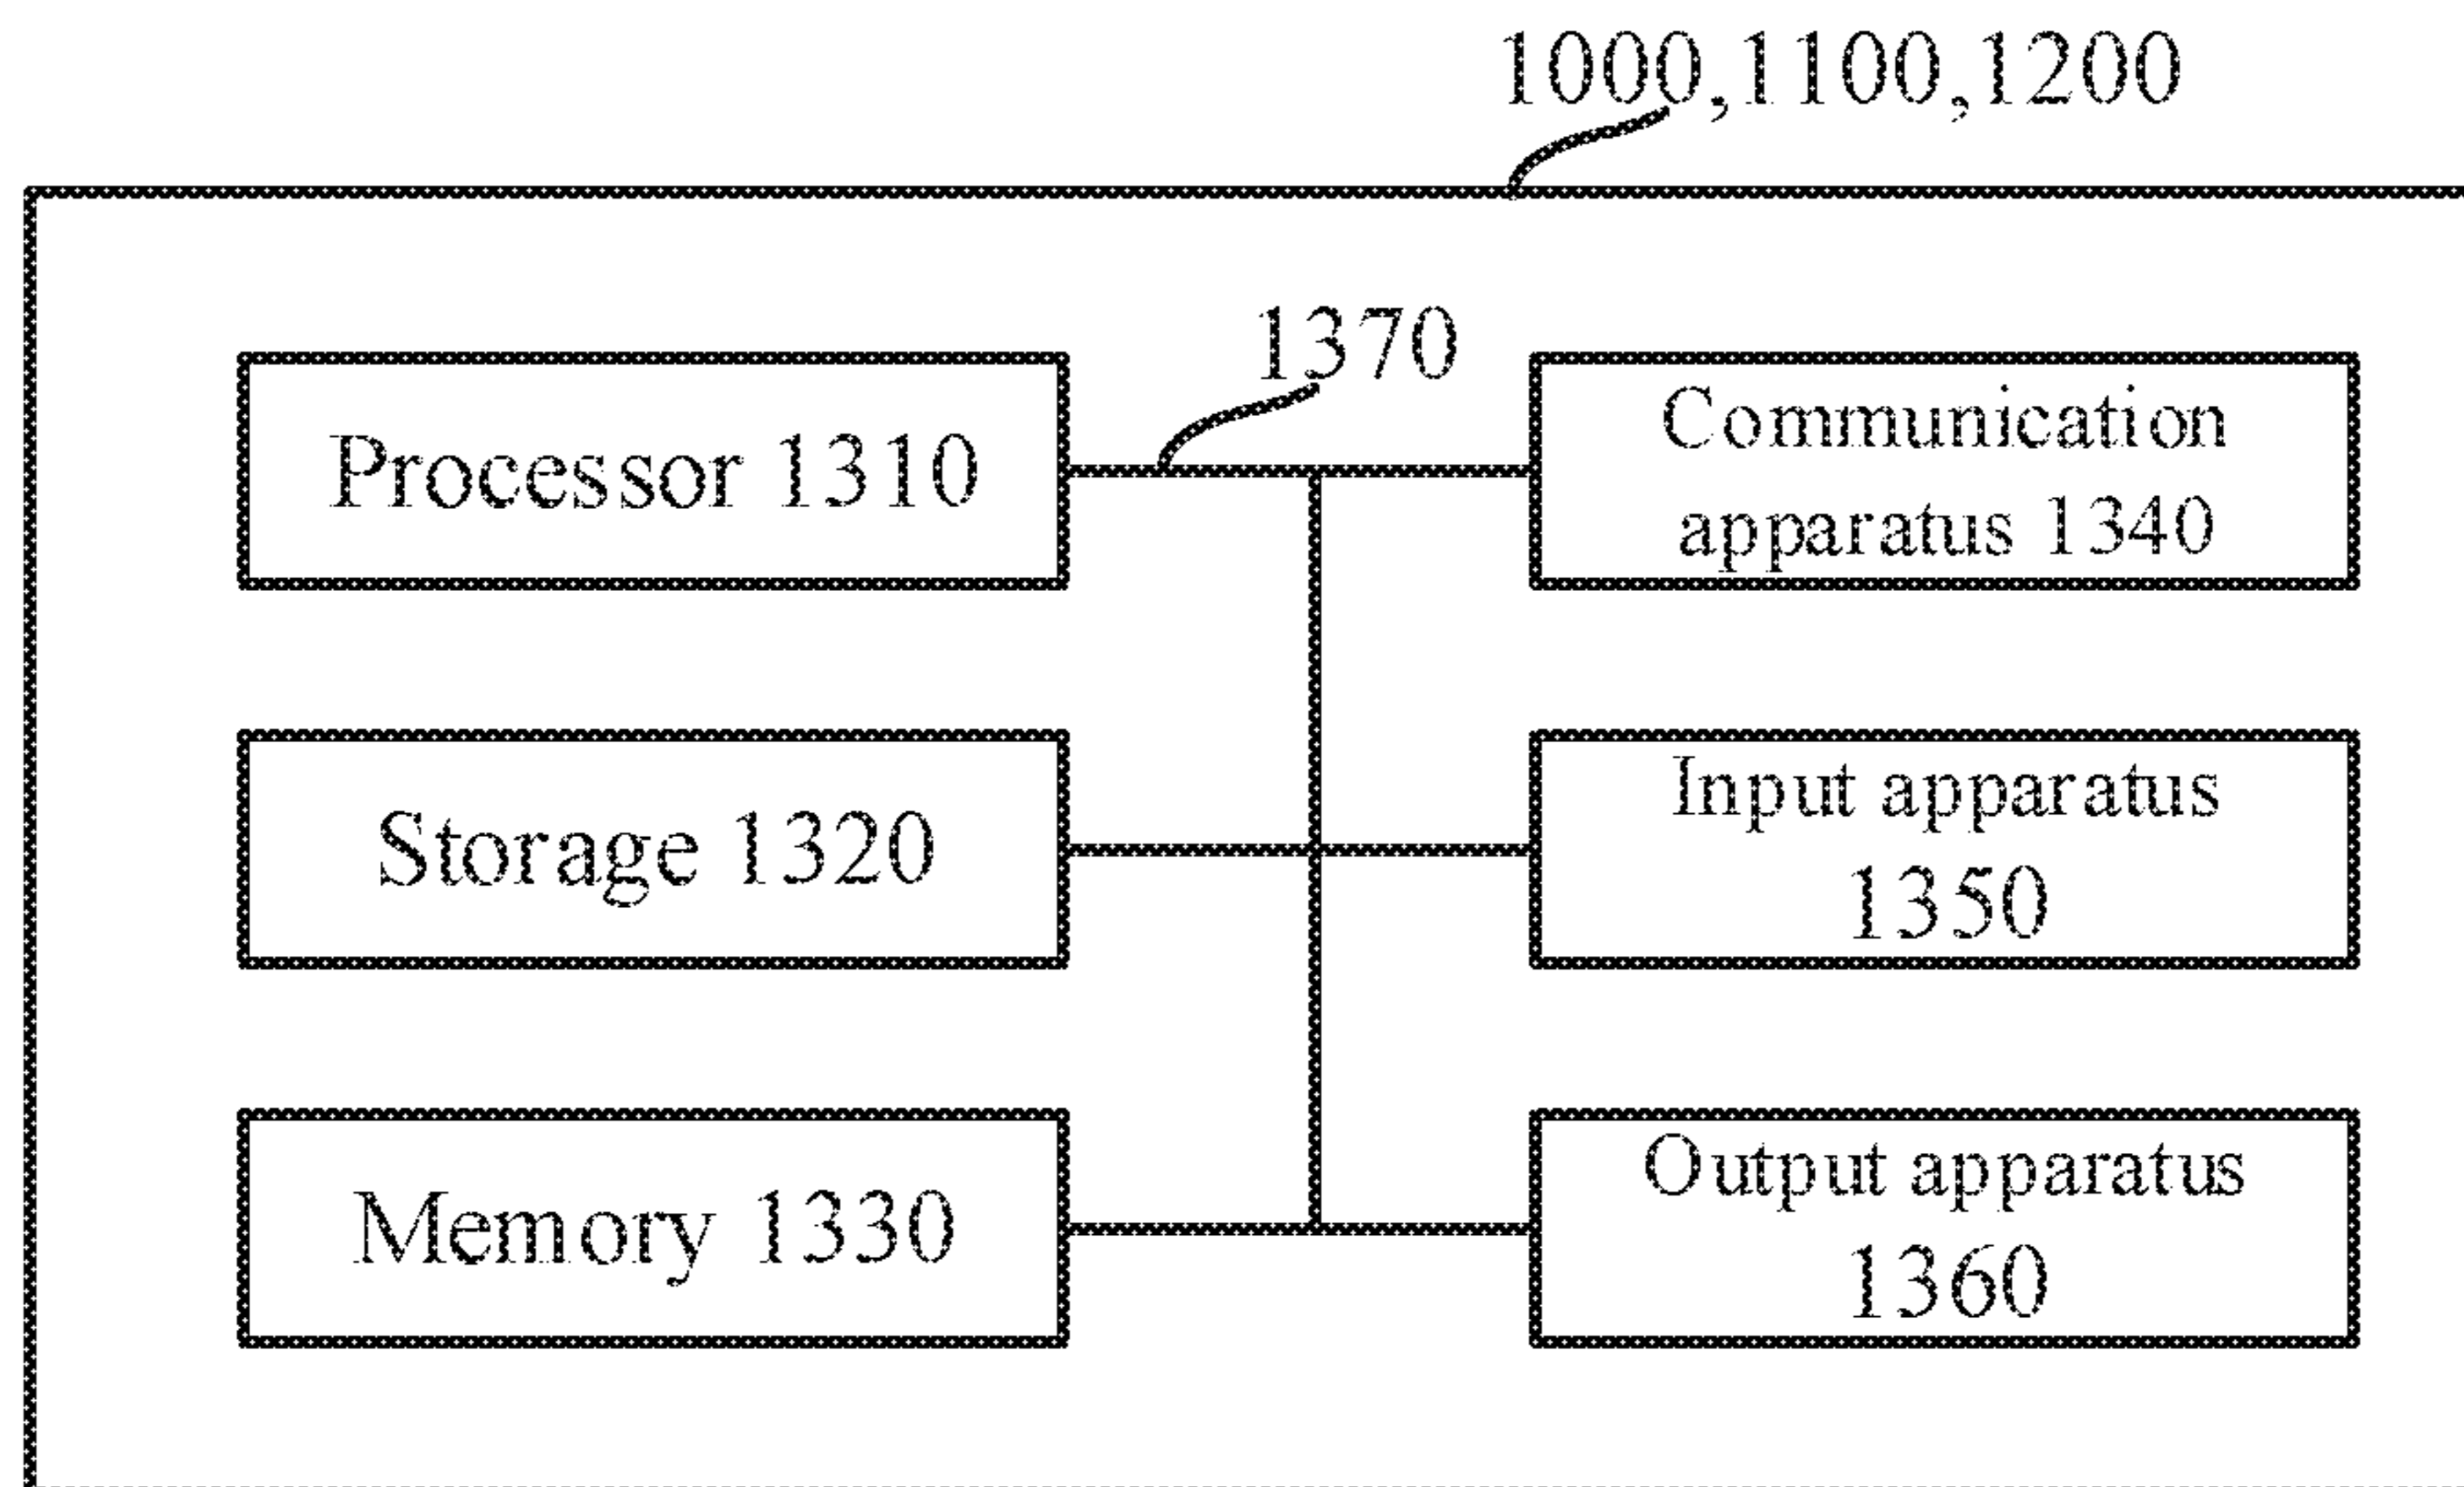 1000,1100,1200
1370
Processor 1310
Communication
apparatus 1340
Storage 1320
Input apparatus
1350
Memory 1330
Output apparatus
1360